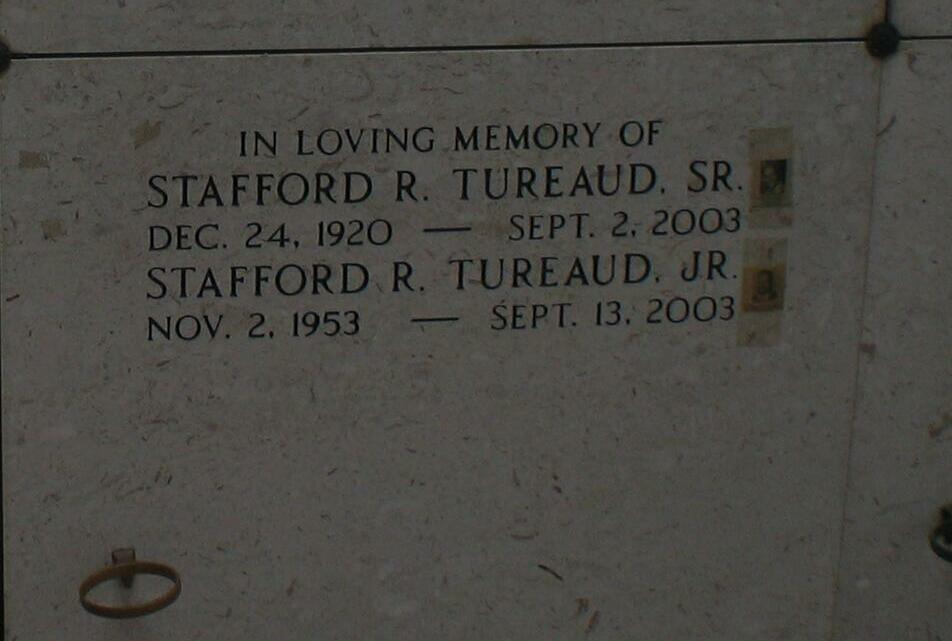 IN LOVING MEMORY OF
STAFFORD R. TUREAUD, SR.
DEC. 24, 1920 — SEPT. 2, 2003
STAFFORD R. TUREAUD, JR.
NOV. 2, 1953 — SEPT. 13, 2003